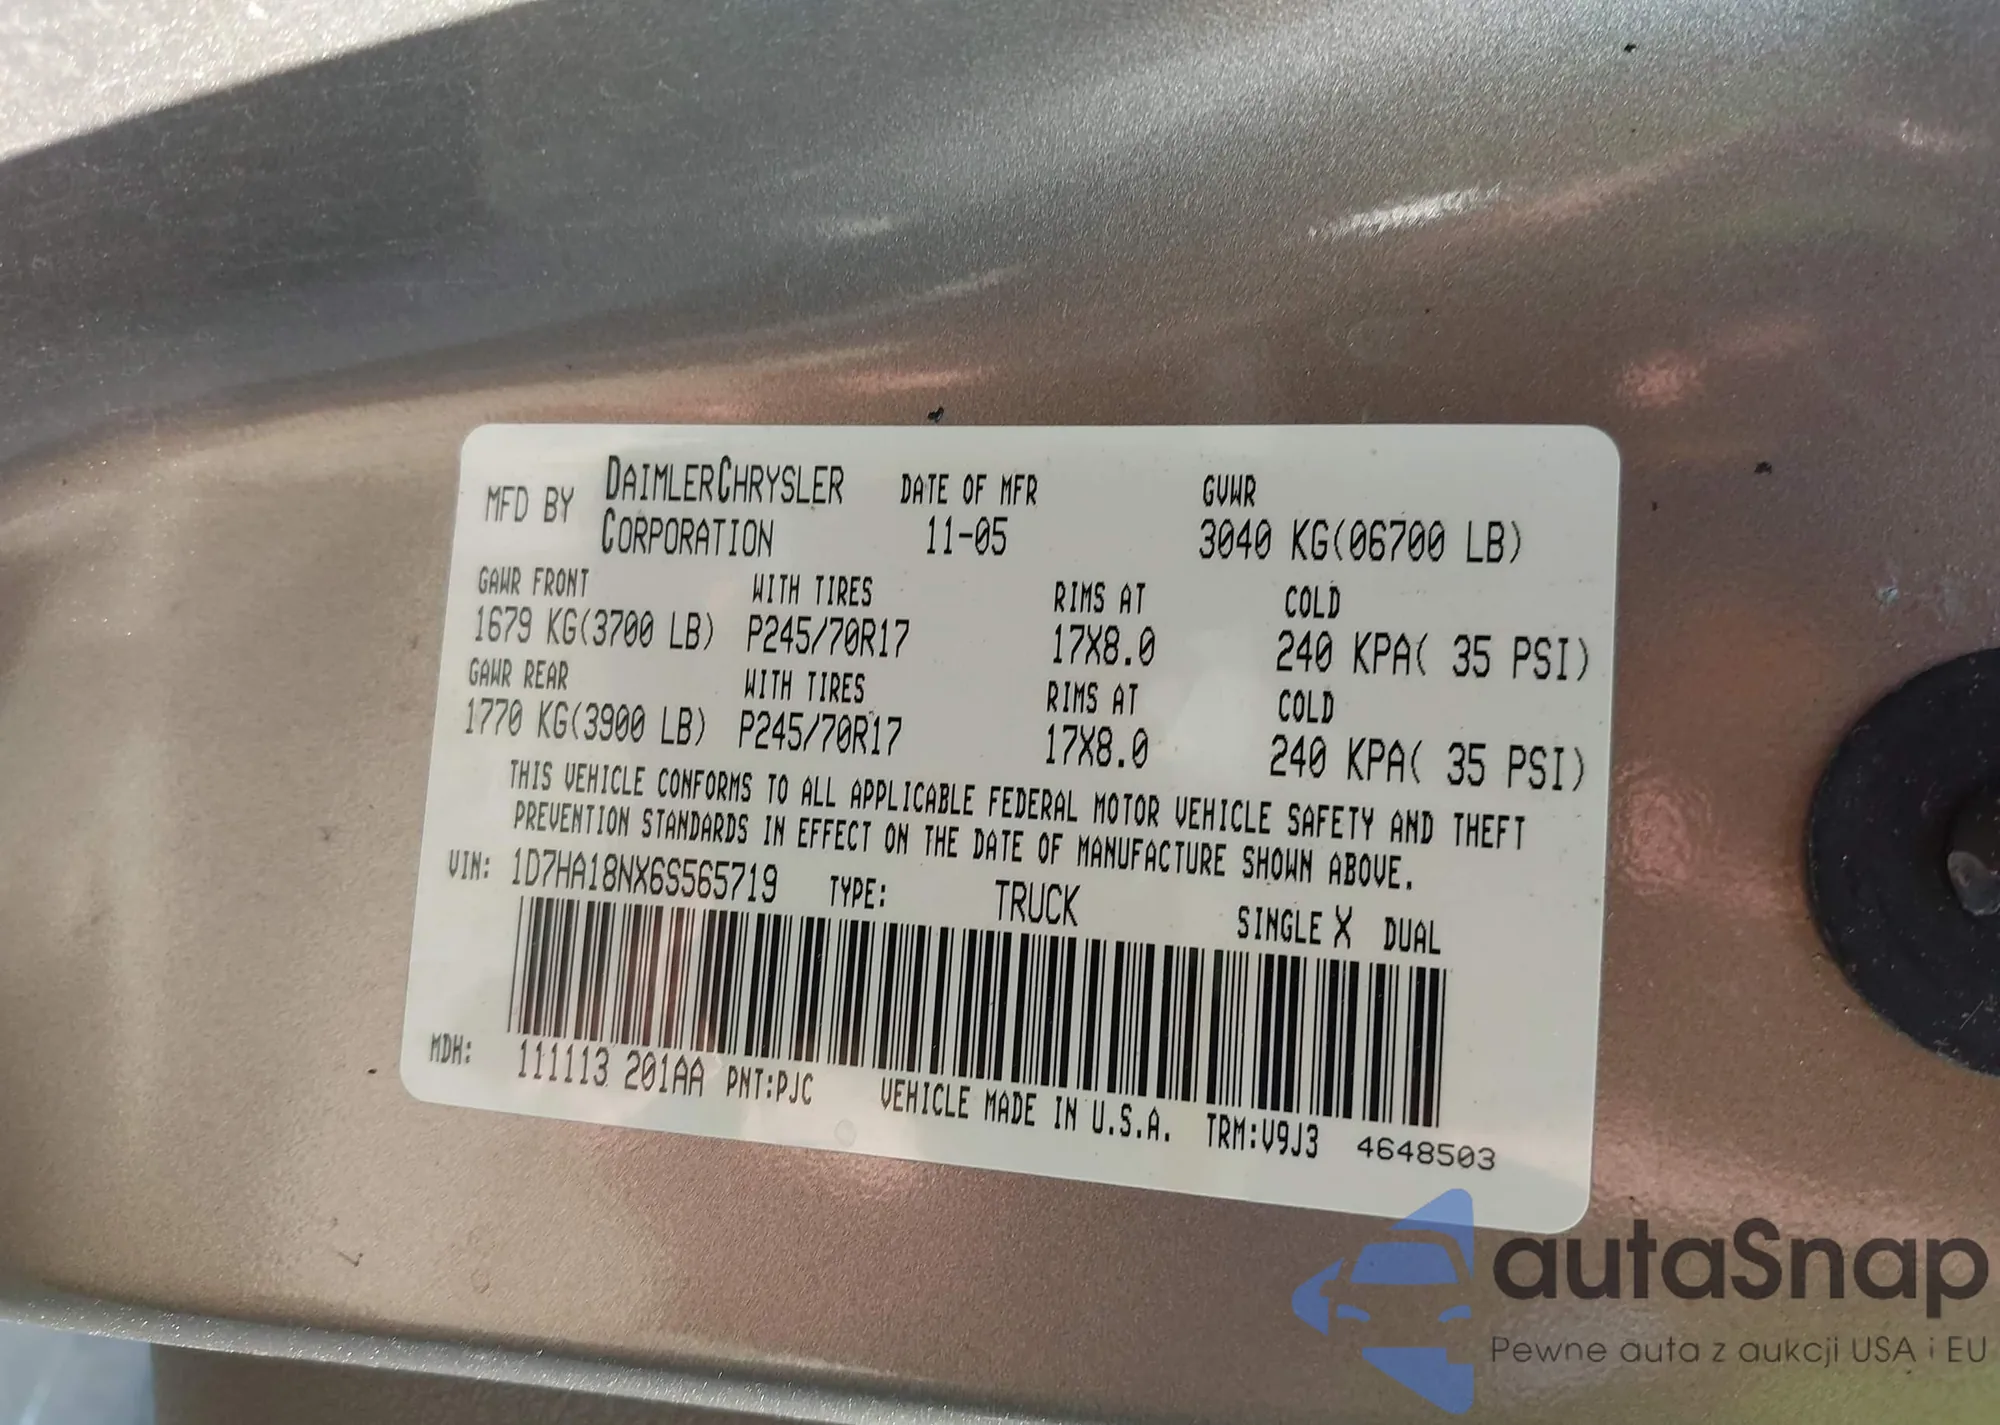 MFD BY DAIMLERCHRYSLER CORPORATION DATE OF MFR 11-05 GVWR 3040 KG(06700 LB)
GAWR FRONT WITH TIRES RIMS AT COLD
1679 KG(3700 LB) P245/70R17 17X8.0 240 KPA( 35 PSI)
GAWR REAR WITH TIRES RIMS AT COLD
1770 KG(3900 LB) P245/70R17 17X8.0 240 KPA( 35 PSI)
THIS VEHICLE CONFORMS TO ALL APPLICABLE FEDERAL MOTOR VEHICLE SAFETY AND THEFT
PREVENTION STANDARDS IN EFFECT ON THE DATE OF MANUFACTURE SHOWN ABOVE.
VIN: 1D7HA18NX6S565719 TYPE: TRUCK SINGLE X DUAL
MDH: 111113 201AA PNT:PJC VEHICLE MADE IN U.S.A. TRM:V9J3 4648503
autaSnap
Pewne auta z aukcji USA i EU